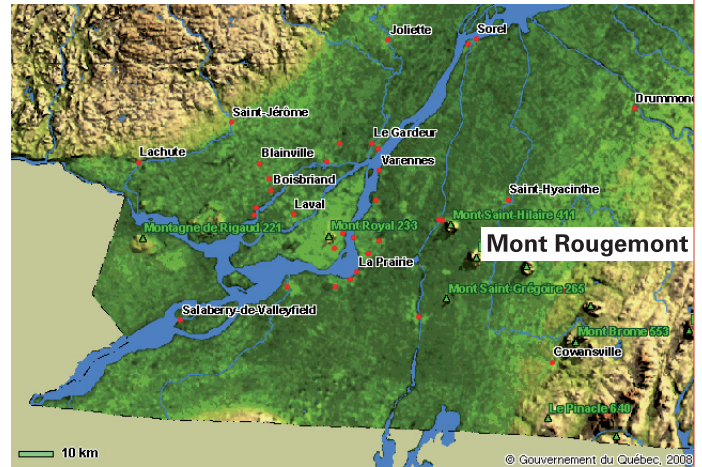 Joliette
Sorel
Drummon
Saint-Jérôme
Le Gardeur
Lachute
Blainville
Varennes
Boisbriand
Saint-Hyacinthe
Laval
Montagne de Rigaud 221
Mont Royal 233
Mont Saint-Hilaire 411
Mont Rougemont
La Prairie
Mont Saint-Grégoire 265
Salaberry-de-Valleyfield
Mont Brome 553
Cowansville
Le Pinacle 640
10 km
© Gouvernement du Québec, 2008